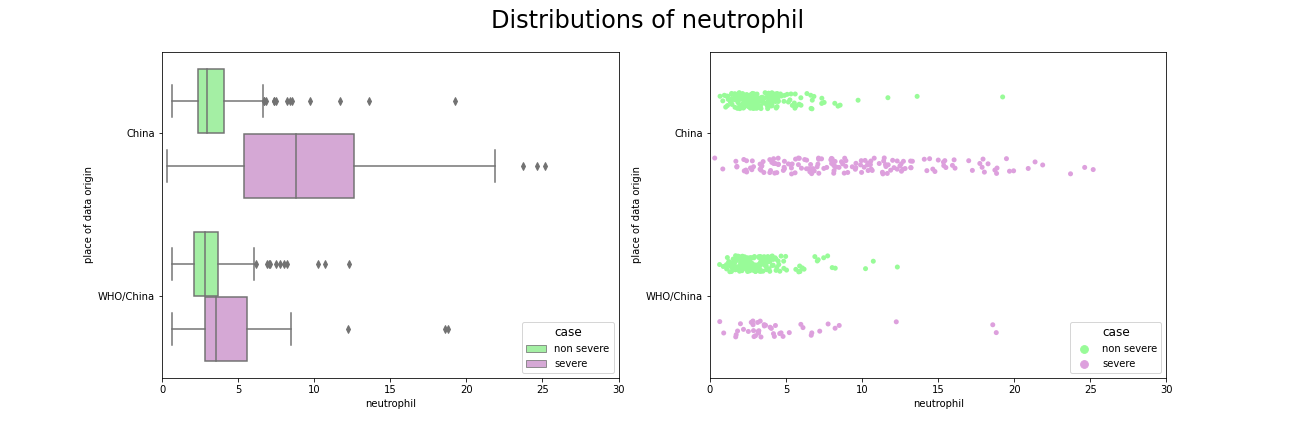 Distributions of neutrophil
place of data origin
China
WHO/China
0 5 10 15 20 25 30
neutrophil
case
non severe
severe
place of data origin
China
WHO/China
0 5 10 15 20 25 30
neutrophil
case
non severe
severe